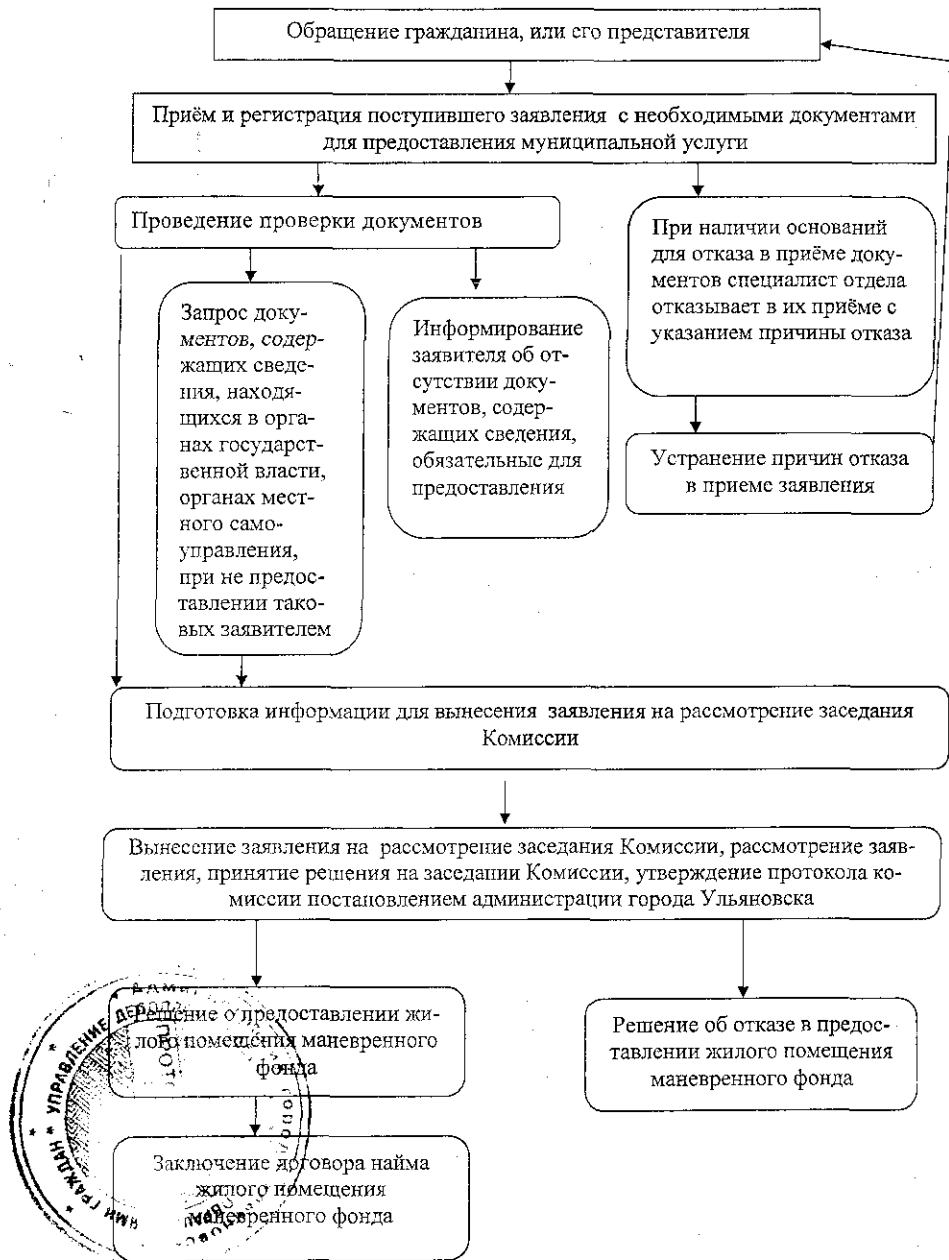 Обращение гражданина, или его представителя
Приём и регистрация поступившего заявления с необходимыми документами
для предоставления муниципальной услуги
Проведение проверки документов
При наличии оснований
для отказа в приёме доку-
ментов специалист отдела
отказывает в их приёме с
указанием причины отказа
Запрос доку-
ментов, содер-
жащих сведе-
ния, находя-
щихся в орга-
нах государст-
венной власти,
органах мест-
ного само-
управления,
при не предос-
тавлении тако-
вых заявителем
Информирование
заявителя об от-
сутствии доку-
ментов, содер-
жащих сведения,
обязательные для
предоставления
Устранение причин отказа
в приеме заявления
Подготовка информации для вынесения заявления на рассмотрение заседания
Комиссии
Вынесение заявления на рассмотрение заседания Комиссии, рассмотрение заяв-
ления, принятие решения на заседании Комиссии, утверждение протокола ко-
миссии постановлением администрации города Ульяновска
Решение о предоставлении жи-
лого помещения маневренного
фонда
Решение об отказе в предос-
тавлении жилого помещения
маневренного фонда
Заключение договора найма
жилого помещения
маневренного фонда
ГРАЖДАН * УПРАВЛЕНИЕ